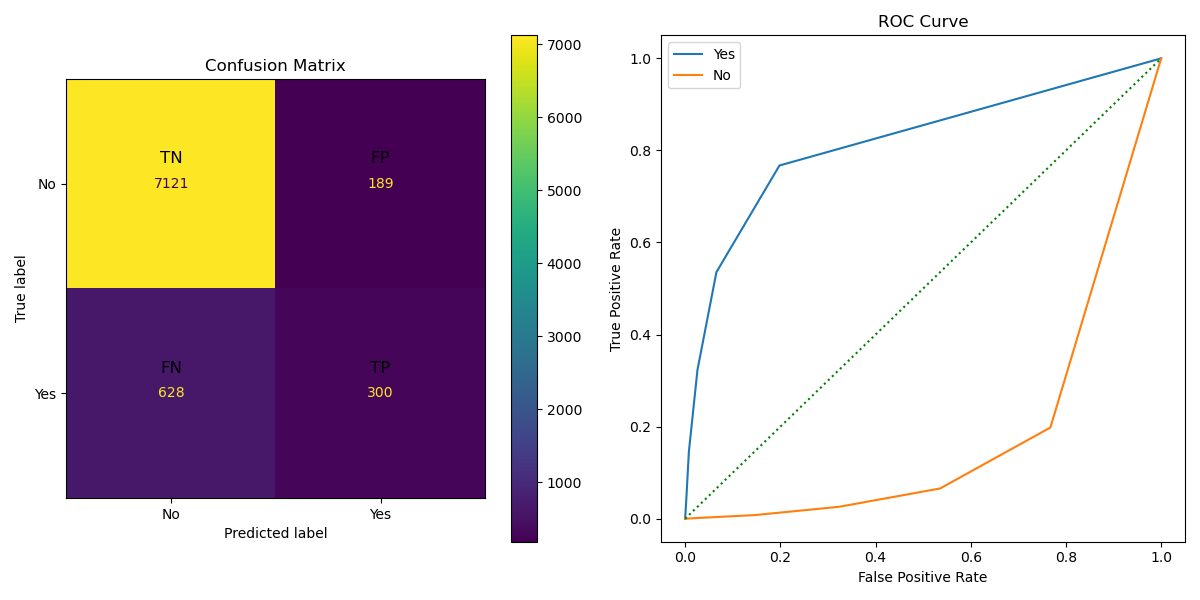 Confusion Matrix
TN
FP
7121
189
FN
TP
628
300
No
Yes
True label
No
Yes
Predicted label
7000
6000
5000
4000
3000
2000
1000
ROC Curve
Yes
No
1.0
0.8
0.6
0.4
0.2
0.0
True Positive Rate
0.0
0.2
0.4
0.6
0.8
1.0
False Positive Rate